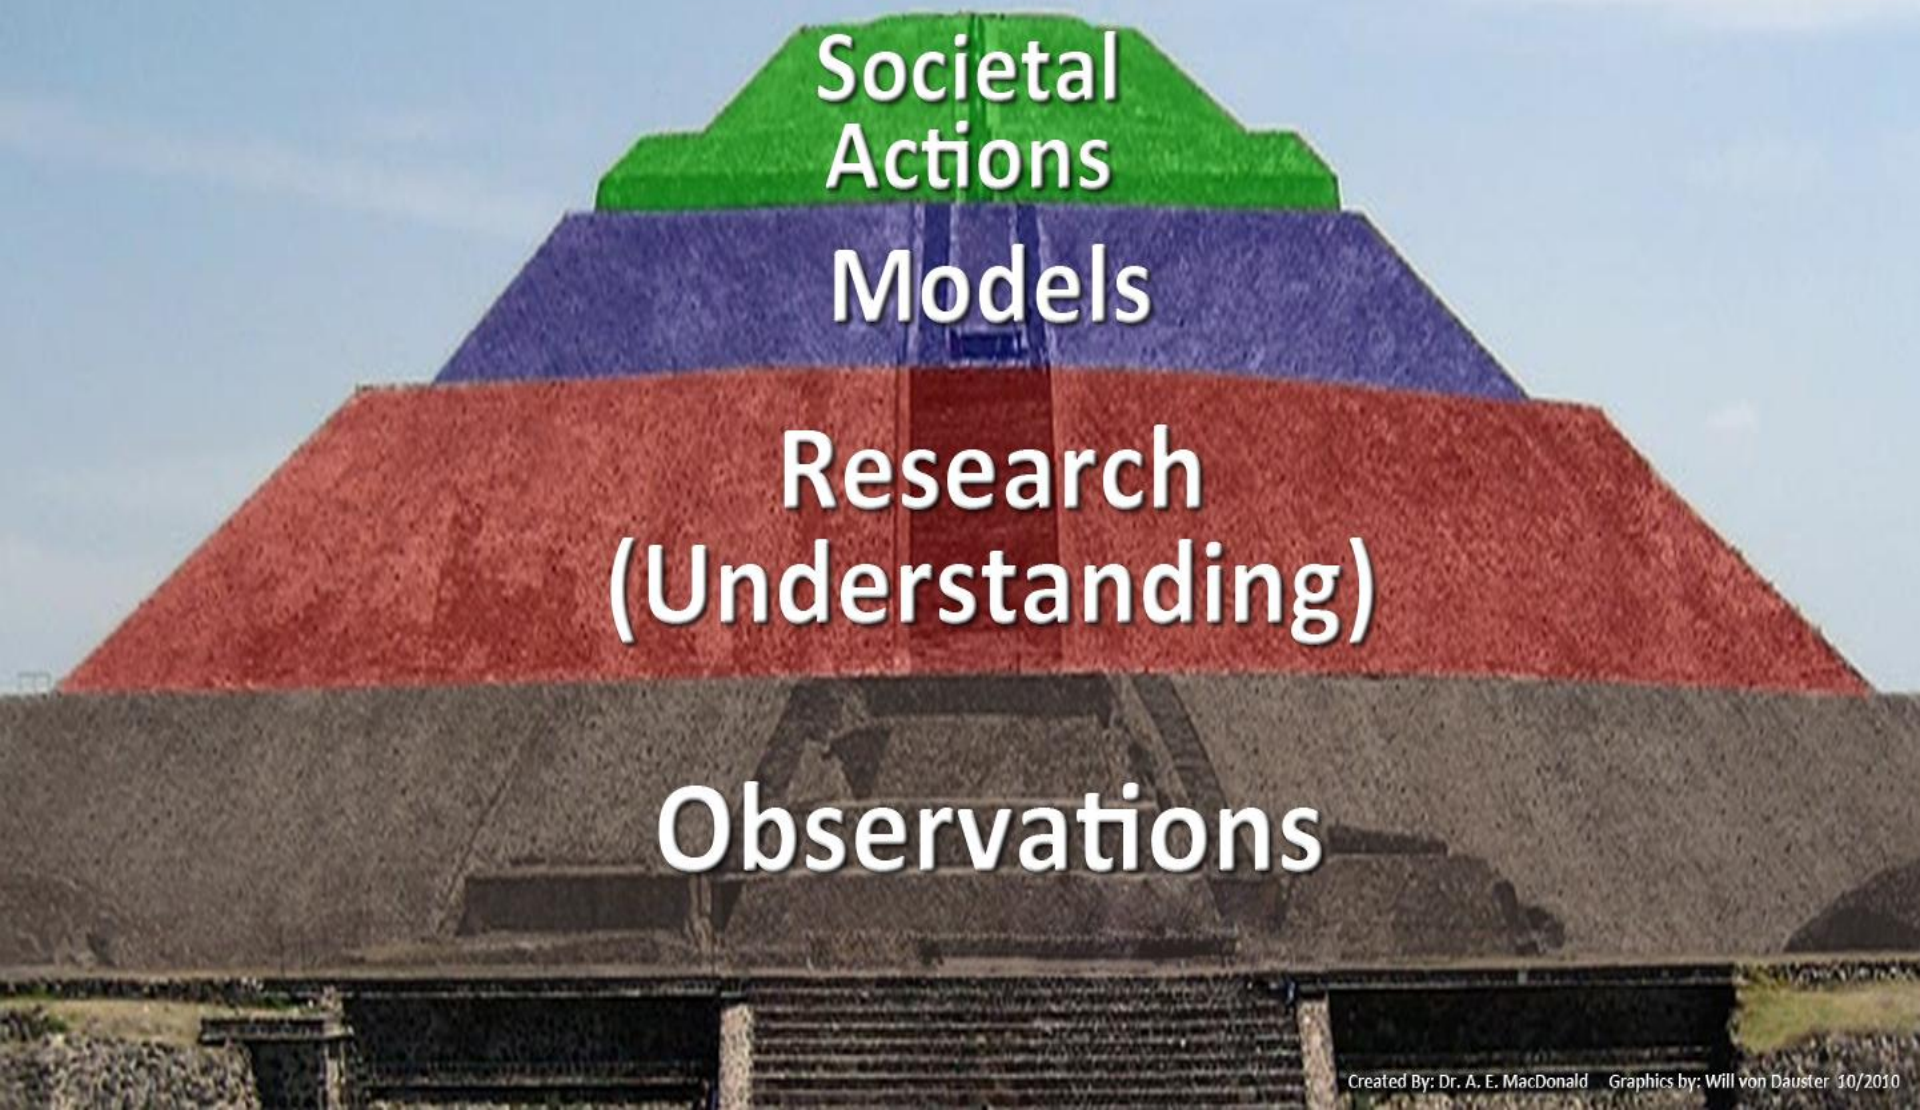 Societal
Actions
Models
Research
(Understanding)
Observations
Created By: Dr. A. E. MacDonald Graphics by: Will von Dauster 10/2010